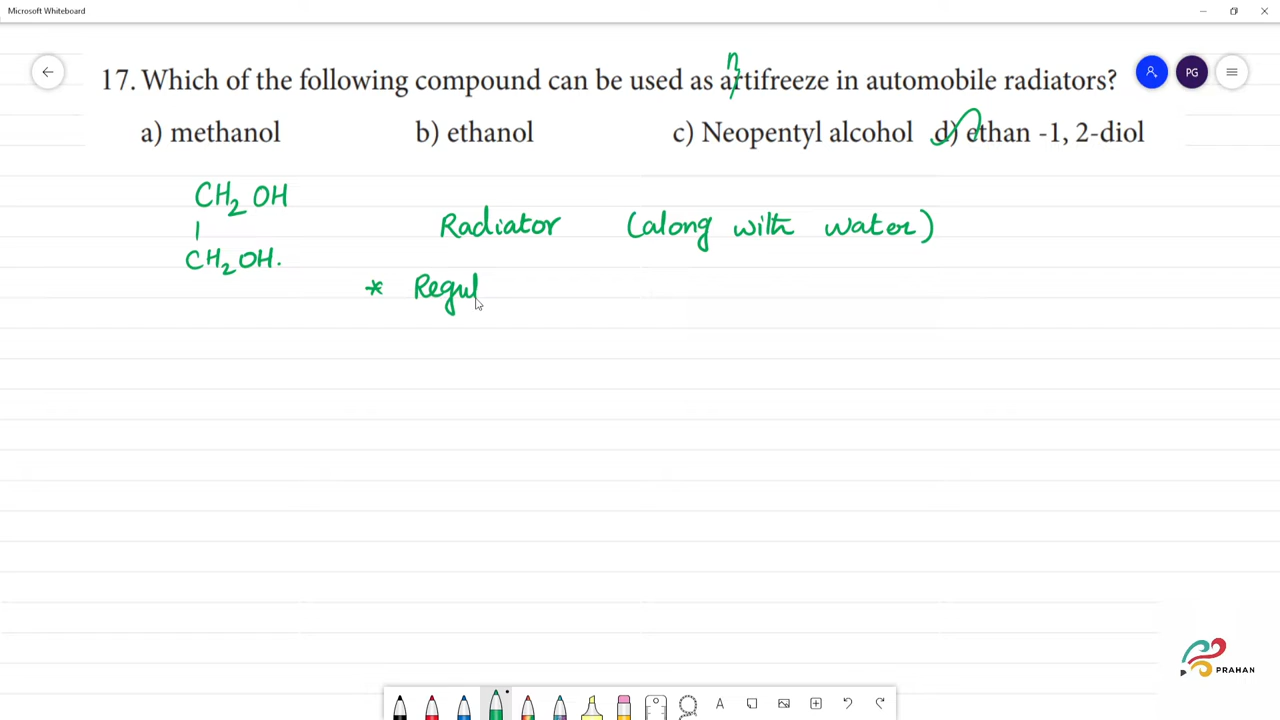 Microsoft Whiteboard
17. Which of the following compound can be used as antifreeze in automobile radiators?
PG
a) methanol b) ethanol c) Neopentyl alcohol d) ethan -1, 2-diol
CH2 OH
Radiator (along with water)
CH2 OH.
* Regul
PRAHAN
A